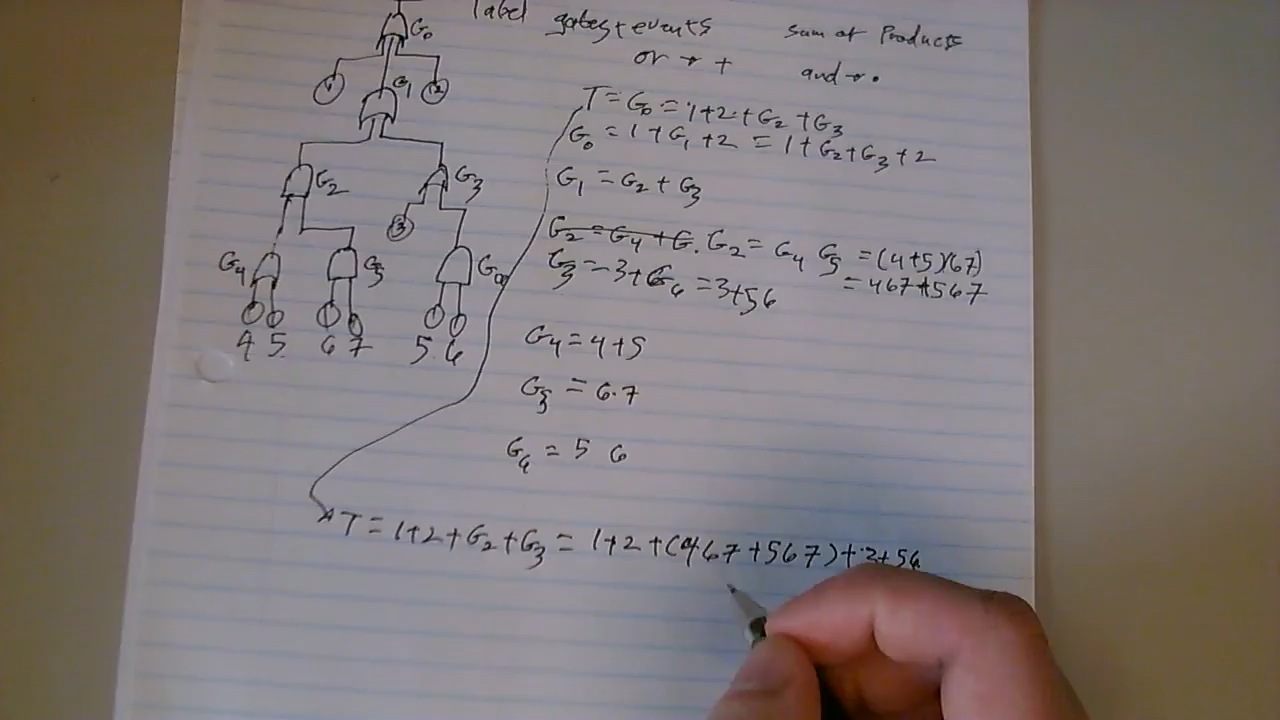 label gates + events sum of Products
or → + and → •
G₀
1 G₁ 2
T = G₀ = 1+2+G₂+G₃
G₀ = 1+G₁+2 = 1+G₂+G₃+2
G₂ G₃
G₁ = G₂ + G₃
3
G₂ = G₄ + G. G₂ = G₄ G₅ = (4+5)(67)
= 467+567
G₃ = 3+G₆ = 3+56
G₄ G₅ G₆
4 5 6 7 5 6
G₄ = 4+5
G₅ = 6.7
G₆ = 5 6
T = 1+2+G₂+G₃ = 1+2+(467+567)+3+56